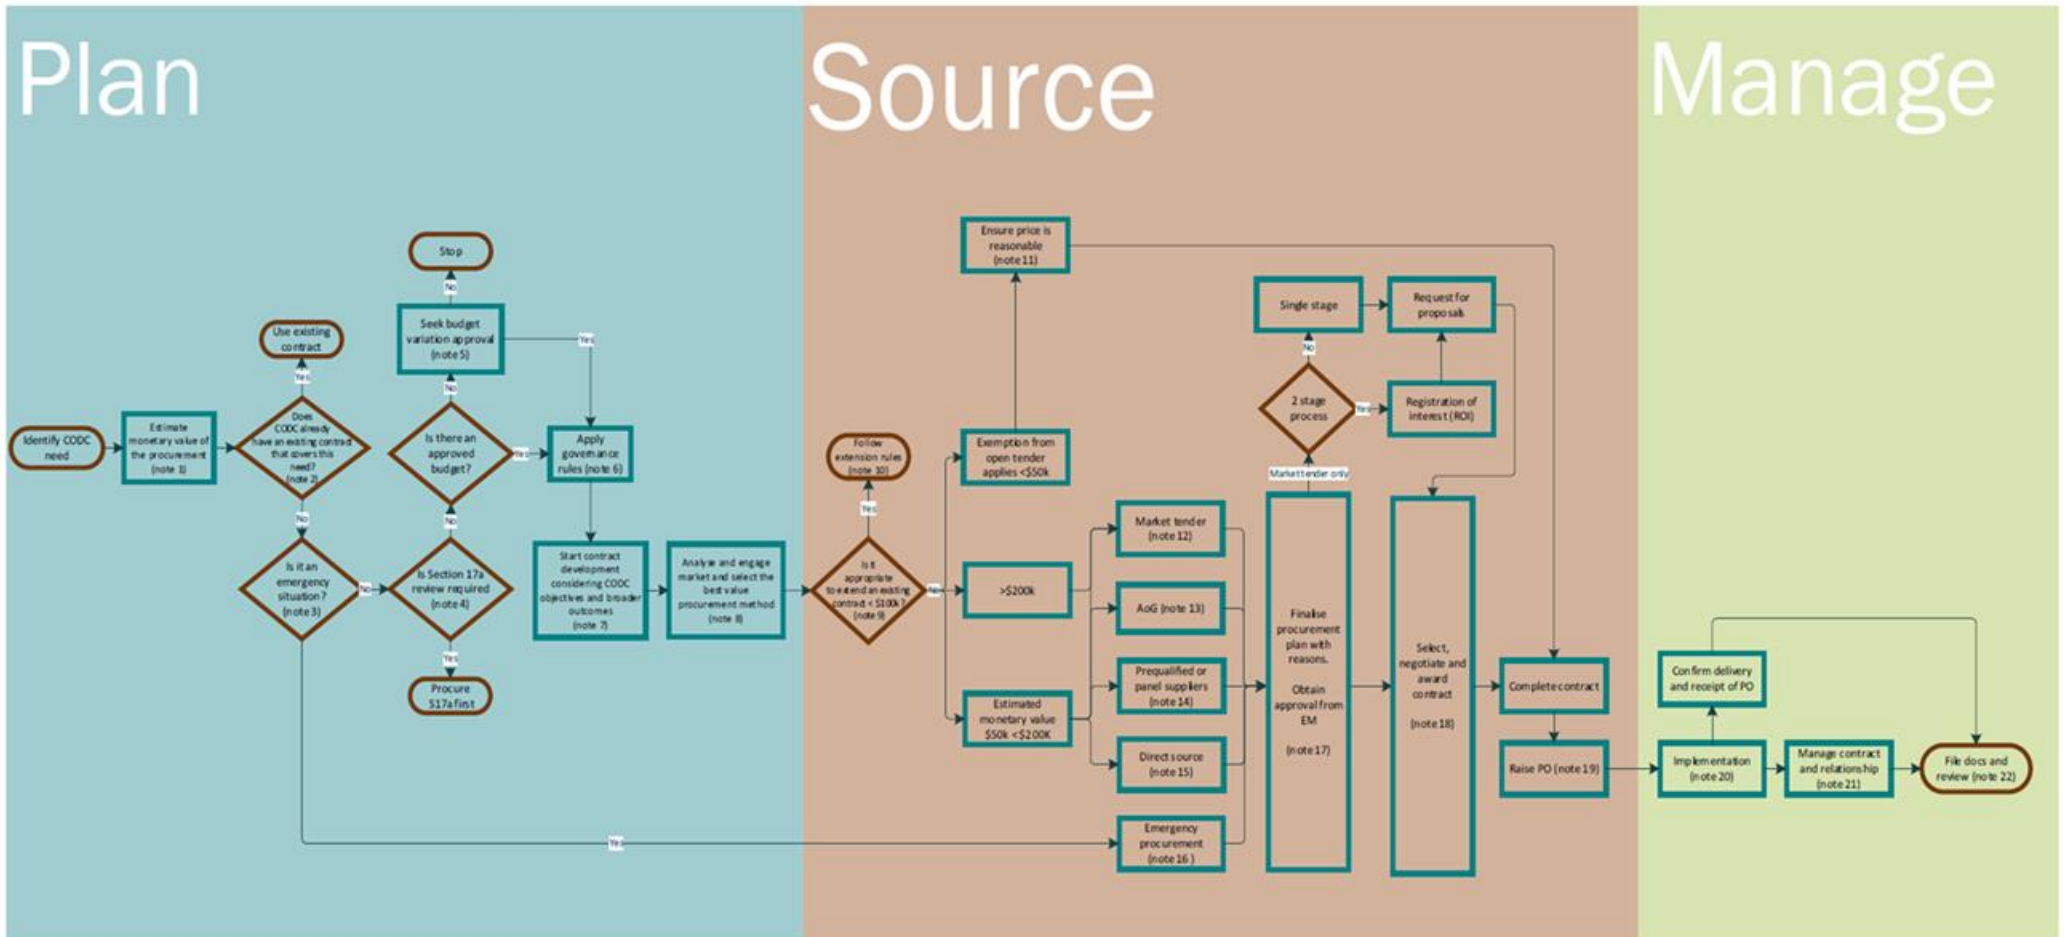 Plan
Source
Manage
Identify CODC
need
Estimate
monetary value of
the procurement
(note 1)
Use existing
contract
Yes
Does
CODC already
have an existing contract
that covers this
need?
(note 2)
No
Is it an
emergency
situation?
(note 3)
No
Yes
Stop
No
Seek budget
variation approval
(note 5)
Yes
No
Is there an
approved
budget?
Yes
No
Is Section 17a
review required
(note 4)
Yes
Procure
S17a first
Apply
governance
rules (note 6)
Start contract
development
considering CODC
objectives and broader
outcomes
(note 7)
Analyse and engage
market and select the
best value
procurement method
(note 8)
Follow
extension rules
(note 10)
Yes
Is it
appropriate
to extend an existing
contract < $100k?
(note 9)
No
Ensure price is
reasonable
(note 11)
Exemption from
open tender
applies <$50k
>$200k
Estimated
monetary value
$50k <$200K
Market tender
(note 12)
AoG (note 13)
Prequalified or
panel suppliers
(note 14)
Direct source
(note 15)
Emergency
procurement
(note 16 )
Single stage
Request for
proposals
No
2 stage
process
Yes
Registration of
interest (ROI)
Market tender only
Finalise
procurement
plan with
reasons.
Obtain
approval from
EM
(note 17)
Select,
negotiate and
award
contract
(note 18)
Complete contract
Raise PO (note 19)
Confirm delivery
and receipt of PO
Implementation
(note 20)
Manage contract
and relationship
(note 21)
File docs and
review (note 22)